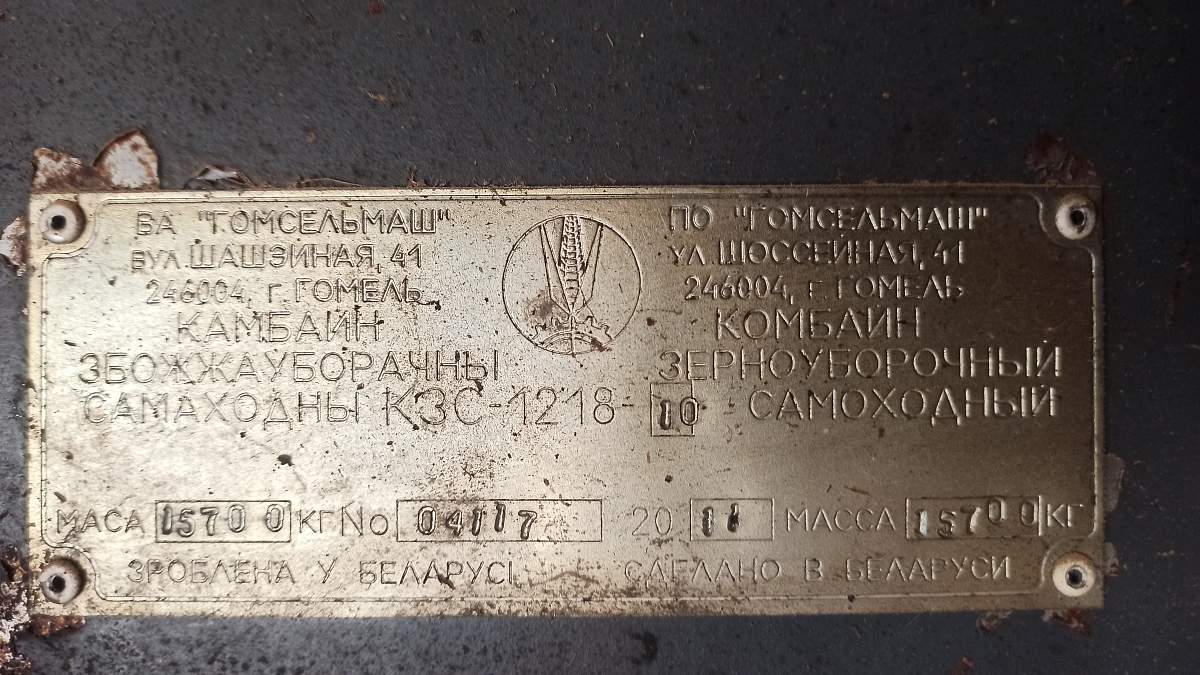 ВА "ГОМСЕЛЬМАШ"
ВУЛ. ШАШЭЙНАЯ, 41
246004, г. ГОМЕЛЬ
КАМБАЙН
ЗБОЖЖАУБОРАЧНЫ
САМАХОДНЫ
ПО "ГОМСЕЛЬМАШ"
УЛ. ШОССЕЙНАЯ, 41
246004, г. ГОМЕЛЬ
КОМБАЙН
ЗЕРНОУБОРОЧНЫЙ
САМОХОДНЫЙ
КЗС-1218-10
МАСА 15700 КГ No 04117 2011 МАССА 15700 КГ
ЗРОБЛЕНА У БЕЛАРУСІ СДЕЛАНО В БЕЛАРУСИ